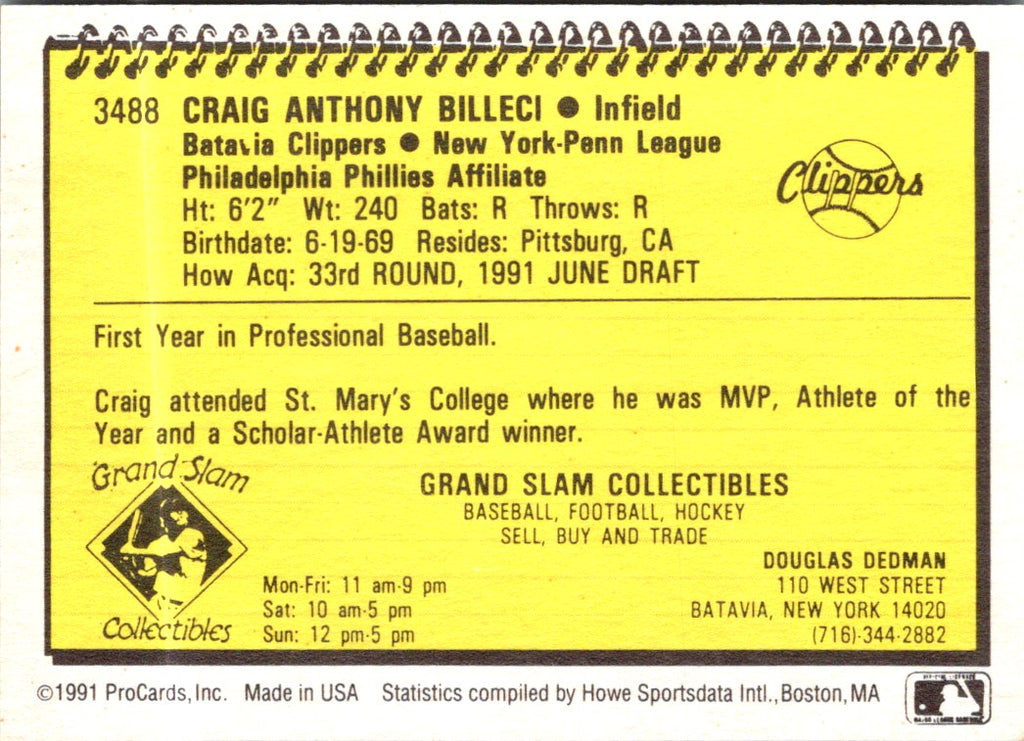 3488 CRAIG ANTHONY BILLECI ● Infield
Batavia Clippers ● New York-Penn League
Philadelphia Phillies Affiliate
Clippers
Ht: 6'2" Wt: 240 Bats: R Throws: R
Birthdate: 6-19-69 Resides: Pittsburg, CA
How Acq: 33rd ROUND, 1991 JUNE DRAFT
First Year in Professional Baseball.
Craig attended St. Mary's College where he was MVP, Athlete of the
Year and a Scholar-Athlete Award winner.
Grand Slam
Collectibles
GRAND SLAM COLLECTIBLES
BASEBALL, FOOTBALL, HOCKEY
SELL, BUY AND TRADE
Mon-Fri: 11 am-9 pm
Sat: 10 am-5 pm
Sun: 12 pm-5 pm
DOUGLAS DEDMAN
110 WEST STREET
BATAVIA, NEW YORK 14020
(716)-344-2882
©1991 ProCards, Inc. Made in USA Statistics compiled by Howe Sportsdata Intl., Boston, MA